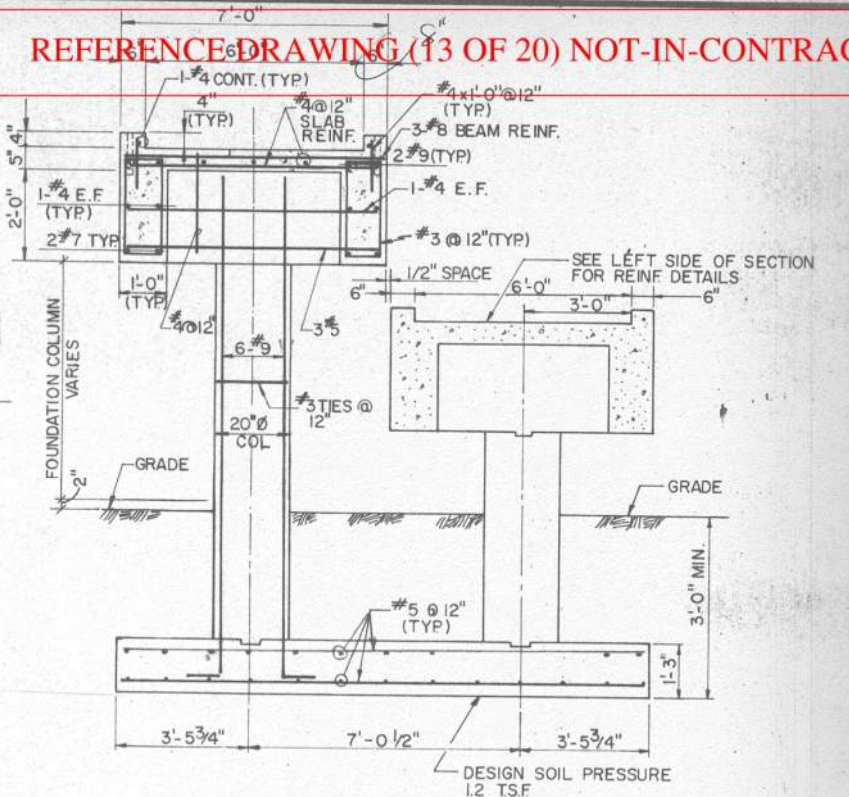 7'-0"
REFERENCE DRAWING (13 OF 20) NOT-IN-CONTRAC
6" 6'-0" 8"
1-#4 CONT. (TYP.)
4"
(TYP.)
#4@12"
SLAB
REINF.
#4x1'-0"@12"
(TYP.)
3-#8 BEAM REINF.
2-#9 (TYP.)
4"
5"
2'-0"
1-#4 E.F.
(TYP.)
1-#4 E.F.
2-#7 TYP.
#3 @ 12" (TYP.)
1'-0"
(TYP.)
#4@12"
3-#5
1/2" SPACE
SEE LEFT SIDE OF SECTION
FOR REINF. DETAILS
6" 6'-0" 6"
3'-0"
6-#9
#3 TIES @
12"
20"Ø
COL.
FOUNDATION COLUMN
VARIES
2"
GRADE
GRADE
3'-0" MIN.
#5 @ 12"
(TYP.)
1'-3"
3'-5 3/4" 7'-0 1/2" 3'-5 3/4"
DESIGN SOIL PRESSURE
1.2 T.S.F.